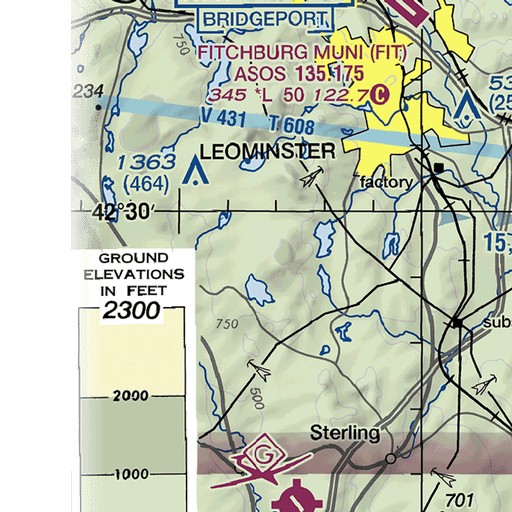 BRIDGEPORT
750
FITCHBURG MUNI (FIT)
ASOS 135.175
345 *L 50 122.7 C
234
53
(25
V 431 T 608
LEOMINSTER
1363
(464)
factory
42°30'
15,
GROUND
ELEVATIONS
IN FEET
2300
750
subs
2000
500
Sterling
G
1000
701